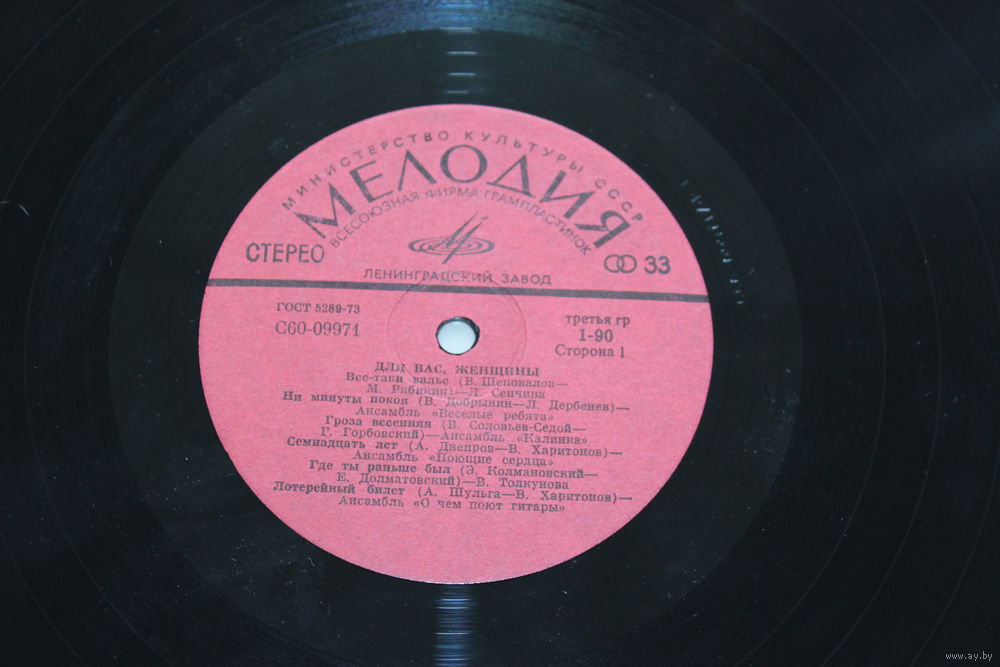 МИНИСТЕРСТВО КУЛЬТУРЫ СССР
МЕЛОДИЯ
ВСЕСОЮЗНАЯ ФИРМА ГРАМПЛАСТИНОК
СТЕРЕО
33
ЛЕНИНГРАДСКИЙ ЗАВОД
ГОСТ 5289-73
С60-09971
третья гр
1-90
Сторона 1
ДЛЯ ВАС, ЖЕНЩИНЫ
Все-таки вальс (В. Шеповалов—
М. Рябинин)—Л. Сенчина
Ни минуты покоя (В. Добрынин—Л. Дербенев)—
Ансамбль «Веселые ребята»
Гроза весенняя (В. Соловьев-Седой—
Г. Горбовский)—Ансамбль «Калинка»
Семнадцать лет (А. Днепров—В. Харитонов)—
Ансамбль «Поющие сердца»
Где ты раньше был (Э. Колмановский—
Е. Долматовский)—В. Толкунова
Лотерейный билет (А. Шульга—В. Харитонов)—
Ансамбль «О чем поют гитары»
www.ay.by